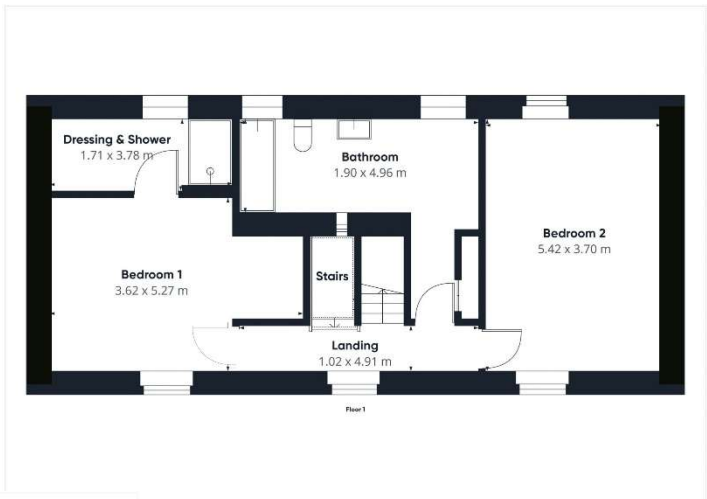 Dressing & Shower
1.71 x 3.78 m
Bathroom
1.90 x 4.96 m
Bedroom 2
5.42 x 3.70 m
Bedroom 1
3.62 x 5.27 m
Stairs
Landing
1.02 x 4.91 m
Floor 1